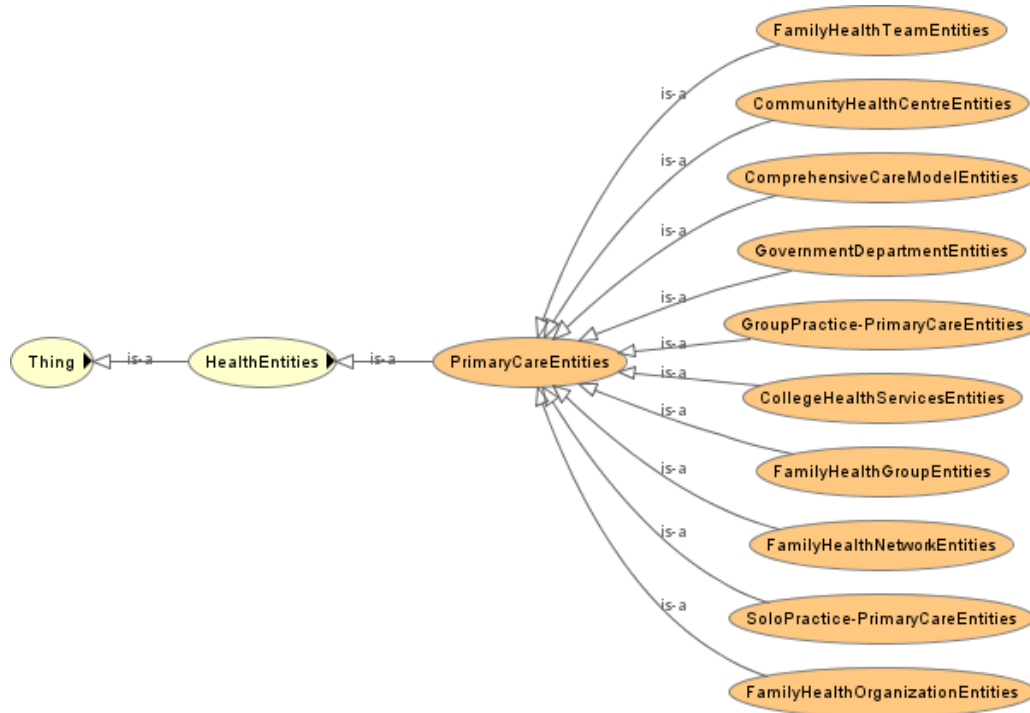 FamilyHealthTeamEntities
is-a
CommunityHealthCentreEntities
is-a
ComprehensiveCareModelEntities
is-a
GovernmentDepartmentEntities
is-a
GroupPractice-PrimaryCareEntities
is-a
Thing
is-a
HealthEntities
is-a
PrimaryCareEntities
is-a
CollegeHealthServicesEntities
is-a
FamilyHealthGroupEntities
is-a
FamilyHealthNetworkEntities
is-a
SoloPractice-PrimaryCareEntities
is-a
FamilyHealthOrganizationEntities